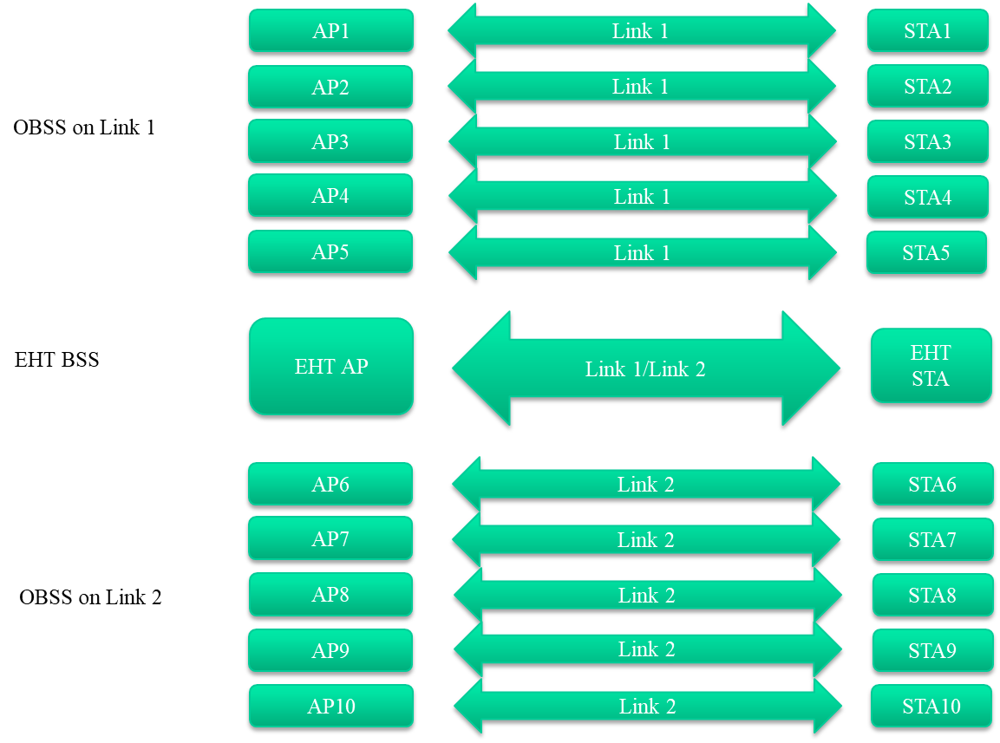 AP1 Link 1 STA1
AP2 Link 1 STA2
OBSS on Link 1
AP3 Link 1 STA3
AP4 Link 1 STA4
AP5 Link 1 STA5
EHT BSS
EHT AP
Link 1/Link 2
EHT
STA
AP6 Link 2 STA6
AP7 Link 2 STA7
OBSS on Link 2
AP8 Link 2 STA8
AP9 Link 2 STA9
AP10 Link 2 STA10